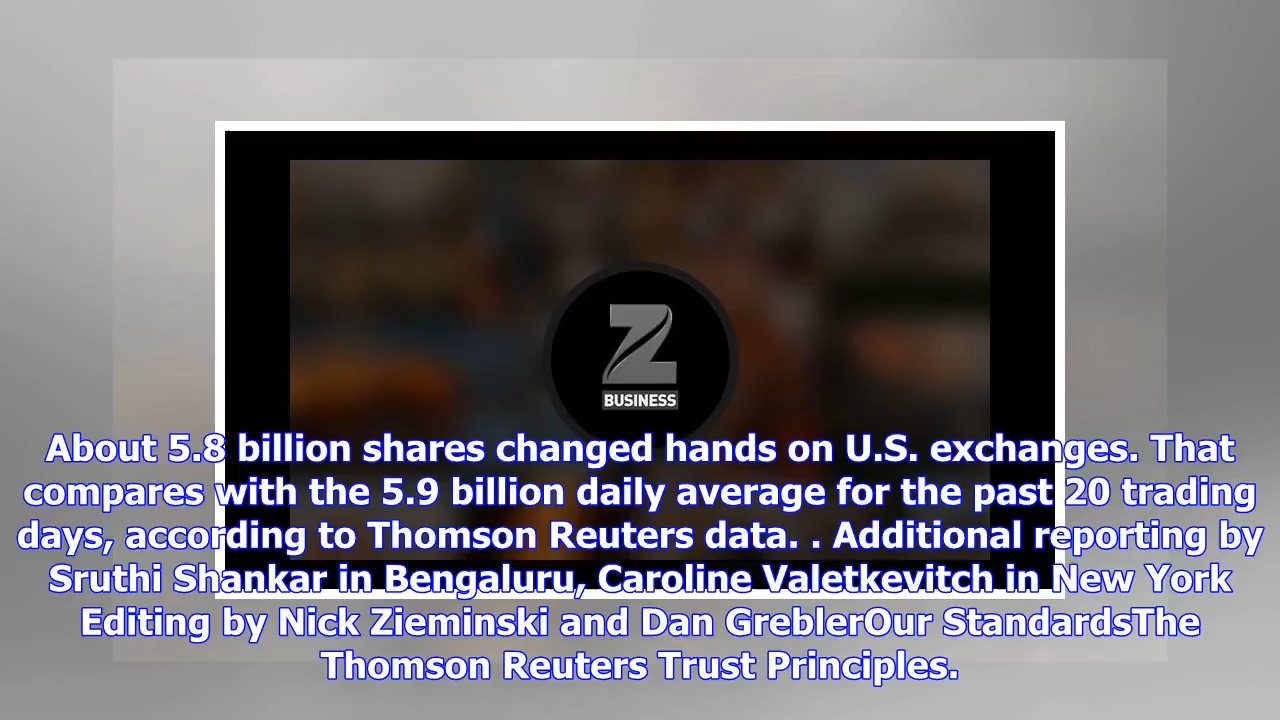 Z
BUSINESS
About 5.8 billion shares changed hands on U.S. exchanges. That
compares with the 5.9 billion daily average for the past 20 trading
days, according to Thomson Reuters data. . Additional reporting by
Sruthi Shankar in Bengaluru, Caroline Valetkevitch in New York
Editing by Nick Zieminski and Dan GreblerOur StandardsThe
Thomson Reuters Trust Principles.